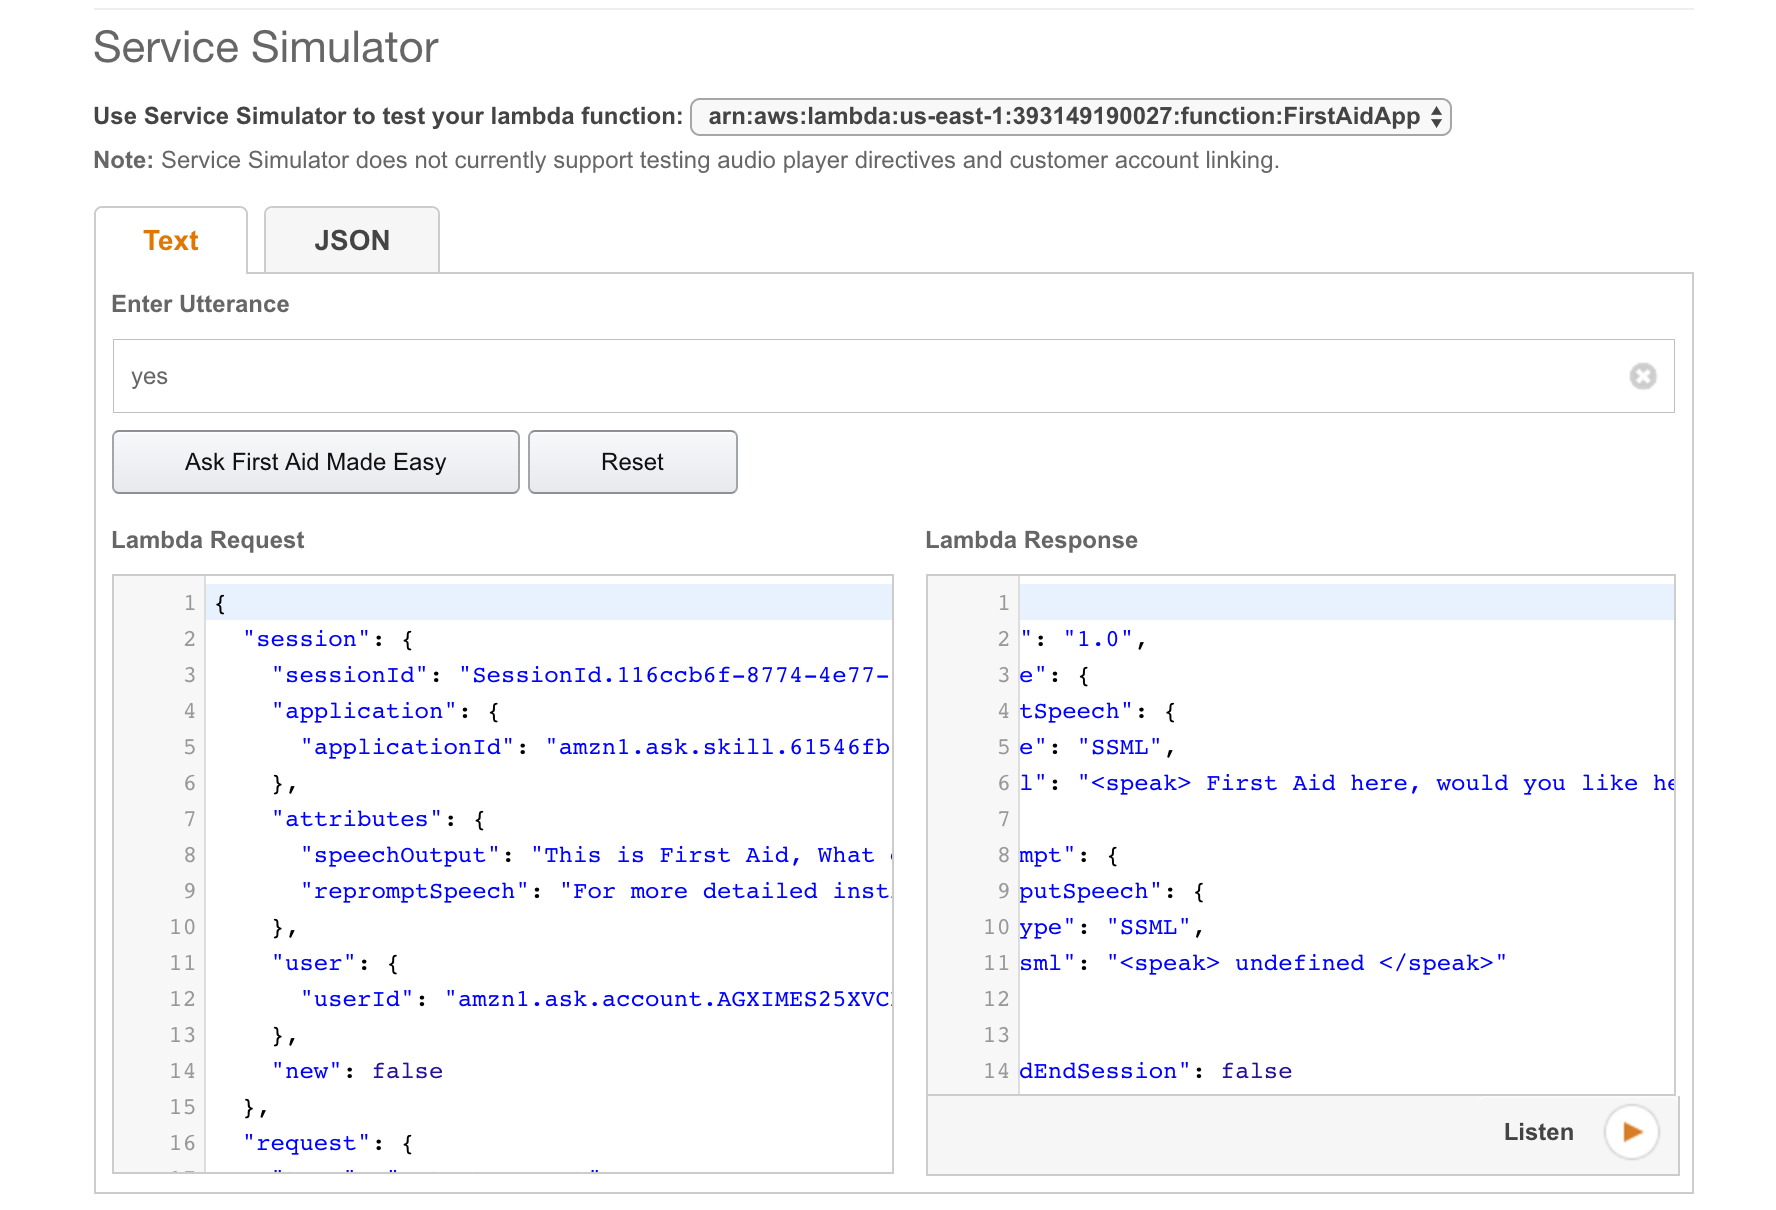 Service Simulator
Use Service Simulator to test your lambda function: arn:aws:lambda:us-east-1:393149190027:function:FirstAidApp
Note: Service Simulator does not currently support testing audio player directives and customer account linking.
Text JSON
Enter Utterance
yes
Ask First Aid Made Easy Reset
Lambda Request
1 {
2 "session": {
3 "sessionId": "SessionId.116ccb6f-8774-4e77-
4 "application": {
5 "applicationId": "amzn1.ask.skill.61546fb
6 },
7 "attributes": {
8 "speechOutput": "This is First Aid, What
9 "repromptSpeech": "For more detailed inst
10 },
11 "user": {
12 "userId": "amzn1.ask.account.AGXIMES25XVC
13 },
14 "new": false
15 },
16 "request": {
Lambda Response
1
2 ": "1.0",
3 e": {
4 tSpeech": {
5 e": "SSML",
6 l": "<speak> First Aid here, would you like he
7
8 mpt": {
9 putSpeech": {
10 ype": "SSML",
11 sml": "<speak> undefined </speak>"
12
13
14 dEndSession": false
Listen